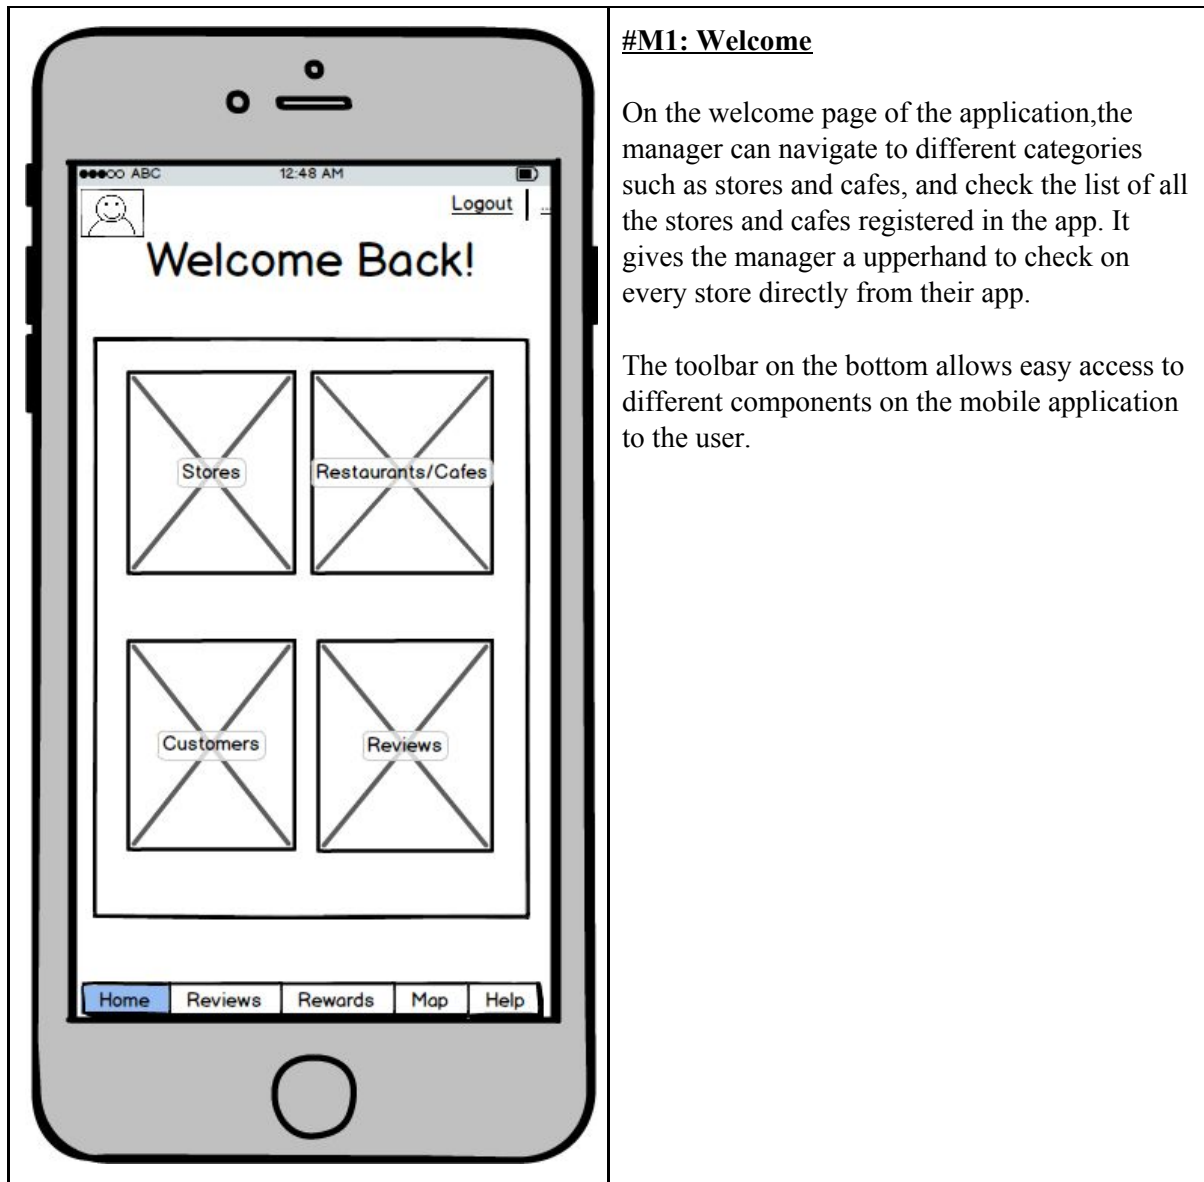 ABC 12:48 AM
Logout | ...
Welcome Back!
Stores Restaurants/Cafes
Customers Reviews
Home Reviews Rewards Map Help
#M1: Welcome
On the welcome page of the application,the
manager can navigate to different categories
such as stores and cafes, and check the list of all
the stores and cafes registered in the app. It
gives the manager a upperhand to check on
every store directly from their app.
The toolbar on the bottom allows easy access to
different components on the mobile application
to the user.